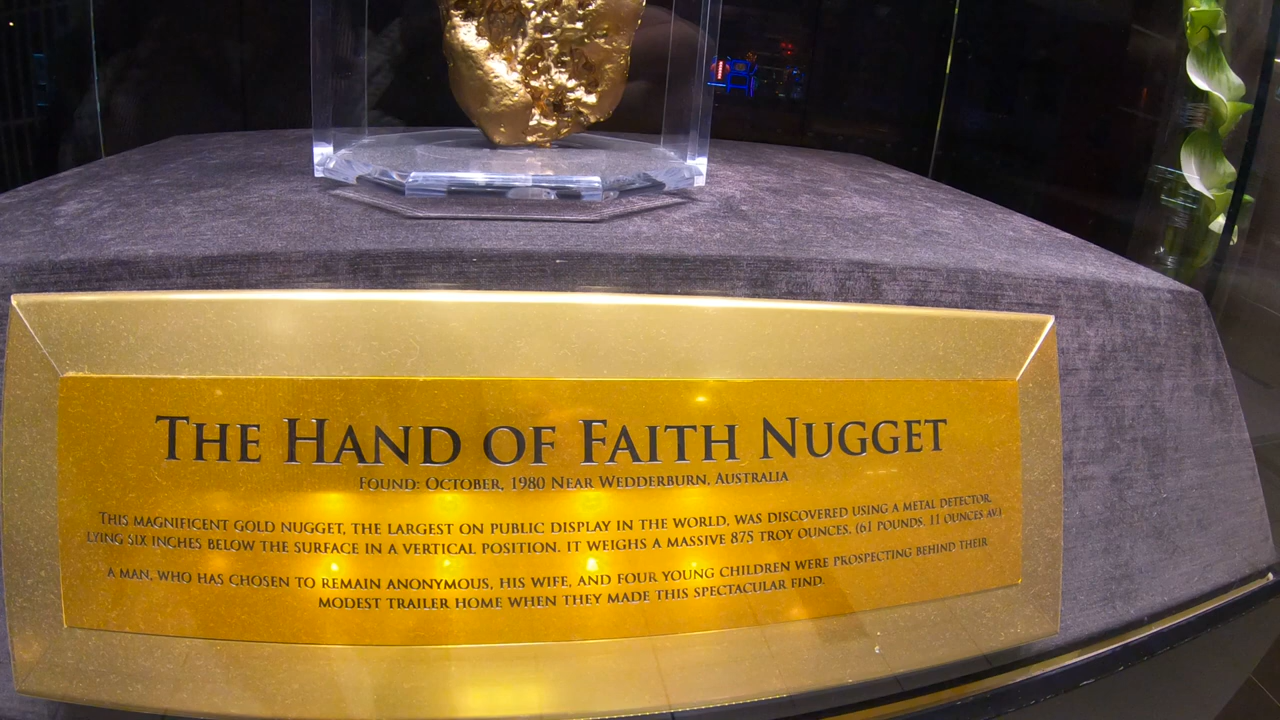 THE HAND OF FAITH NUGGET
FOUND: OCTOBER, 1980 NEAR WEDDERBURN, AUSTRALIA
THIS MAGNIFICENT GOLD NUGGET, THE LARGEST ON PUBLIC DISPLAY IN THE WORLD, WAS DISCOVERED USING A METAL DETECTOR,
LYING SIX INCHES BELOW THE SURFACE IN A VERTICAL POSITION. IT WEIGHS A MASSIVE 875 TROY OUNCES. (61 POUNDS, 11 OUNCES AV.)
A MAN, WHO HAS CHOSEN TO REMAIN ANONYMOUS, HIS WIFE, AND FOUR YOUNG CHILDREN WERE PROSPECTING BEHIND THEIR
MODEST TRAILER HOME WHEN THEY MADE THIS SPECTACULAR FIND.